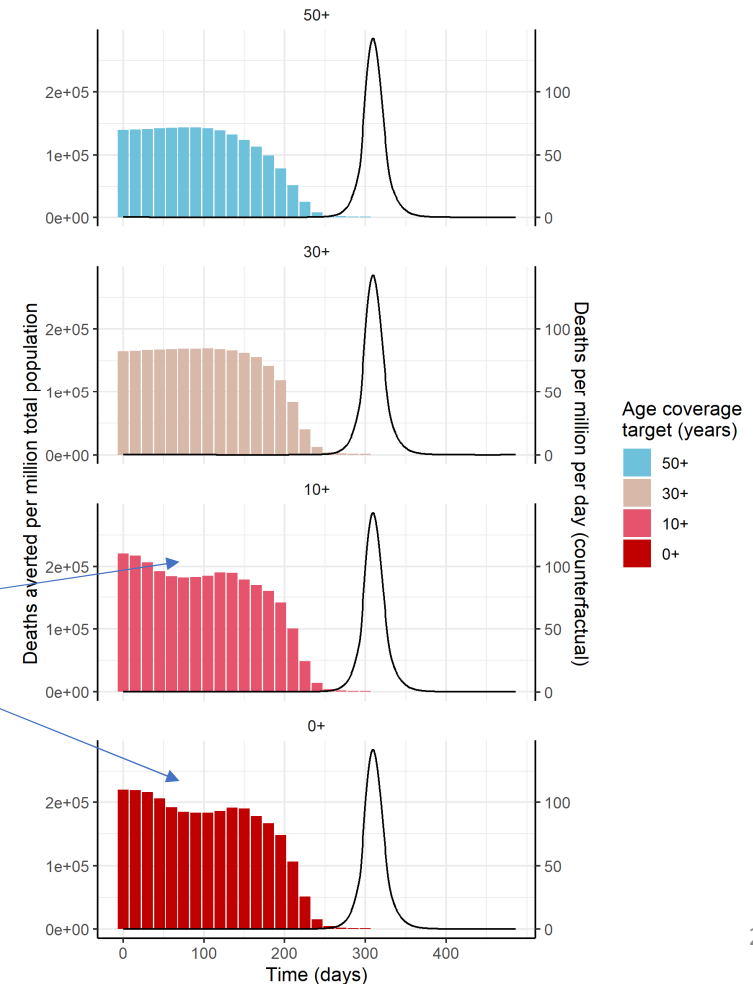 50+
2e+05
1e+05
0e+00
100
50
0
30+
2e+05
1e+05
0e+00
100
50
0
10+
2e+05
1e+05
0e+00
100
50
0
0+
2e+05
1e+05
0e+00
100
50
0
0 100 200 300 400
Time (days)
Deaths averted per million total population
Deaths per million per day (counterfactual)
Age coverage
target (years)
50+
30+
10+
0+
2